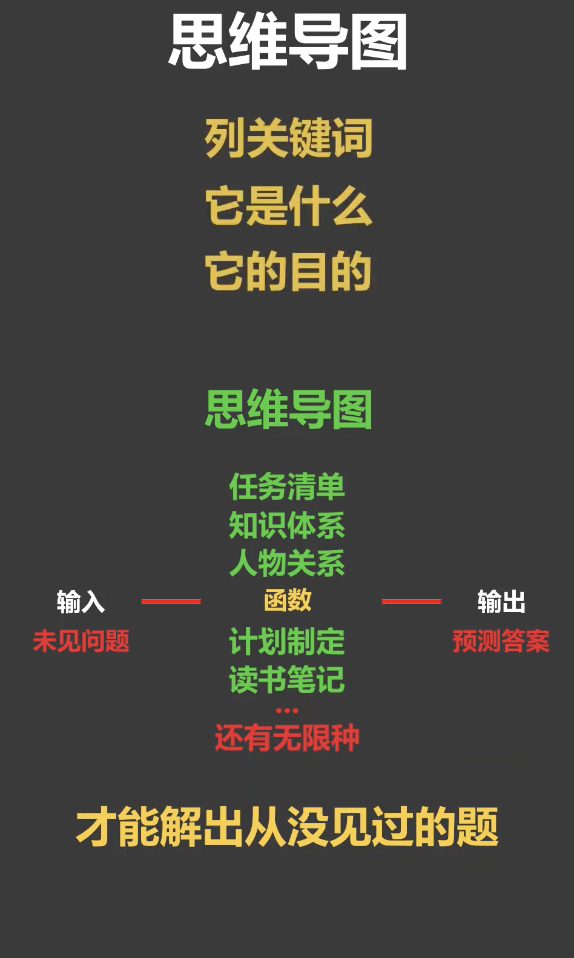 思维导图
列关键词
它是什么
它的目的
思维导图
任务清单
知识体系
人物关系
输入 函数 输出
未见问题 计划制定 预测答案
读书笔记
...
还有无限种
才能解出从没见过的题